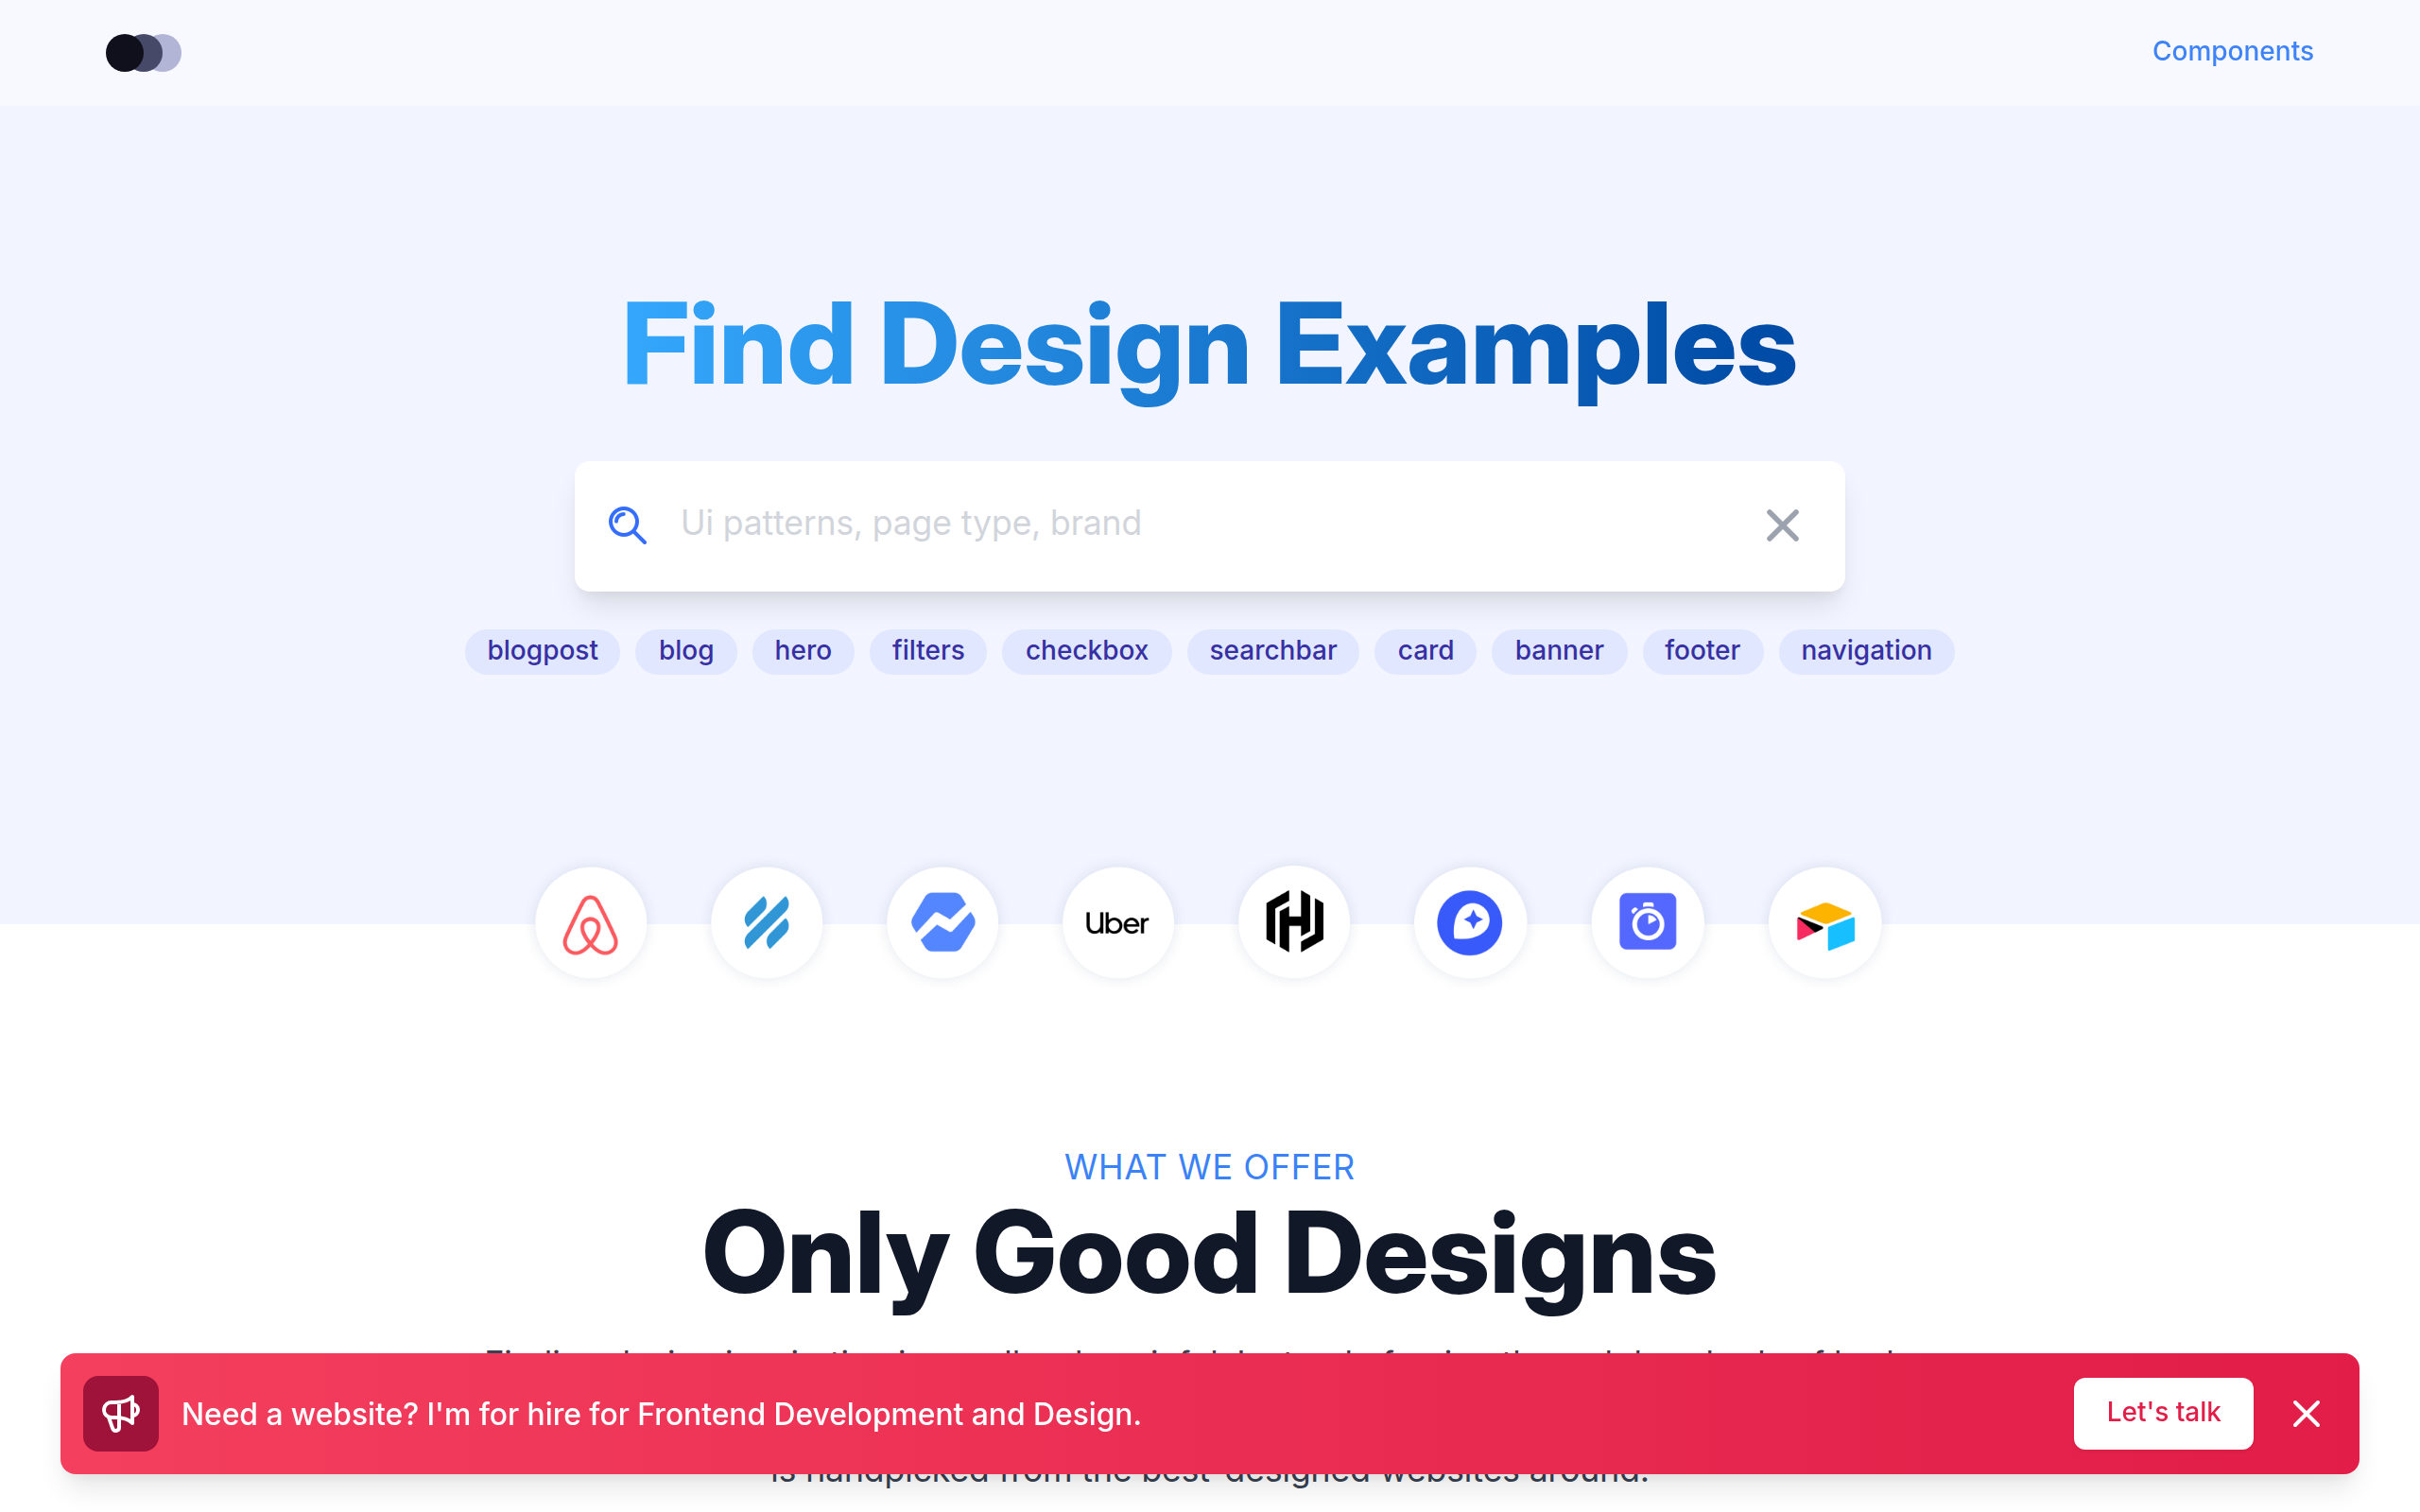 Components
Find Design Examples
Ui patterns, page type, brand
blogpost blog hero filters checkbox searchbar card banner footer navigation
Uber
WHAT WE OFFER
Only Good Designs
Need a website? I'm for hire for Frontend Development and Design.
Let's talk
is handpicked from the best designed websites around.